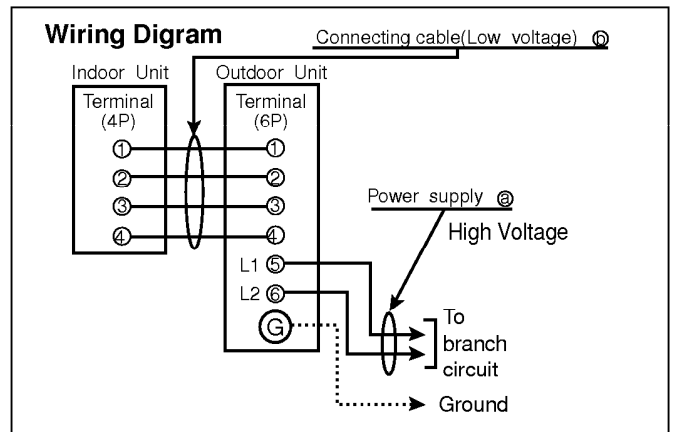 Wiring Digram
Connecting cable(Low voltage) ⓑ
Indoor Unit
Outdoor Unit
Terminal
(4P)
Terminal
(6P)
① ①
② ②
③ ③
④ ④
Power supply ⓐ
High Voltage
L1 ⑤
L2 ⑥
G
To
branch
circuit
Ground